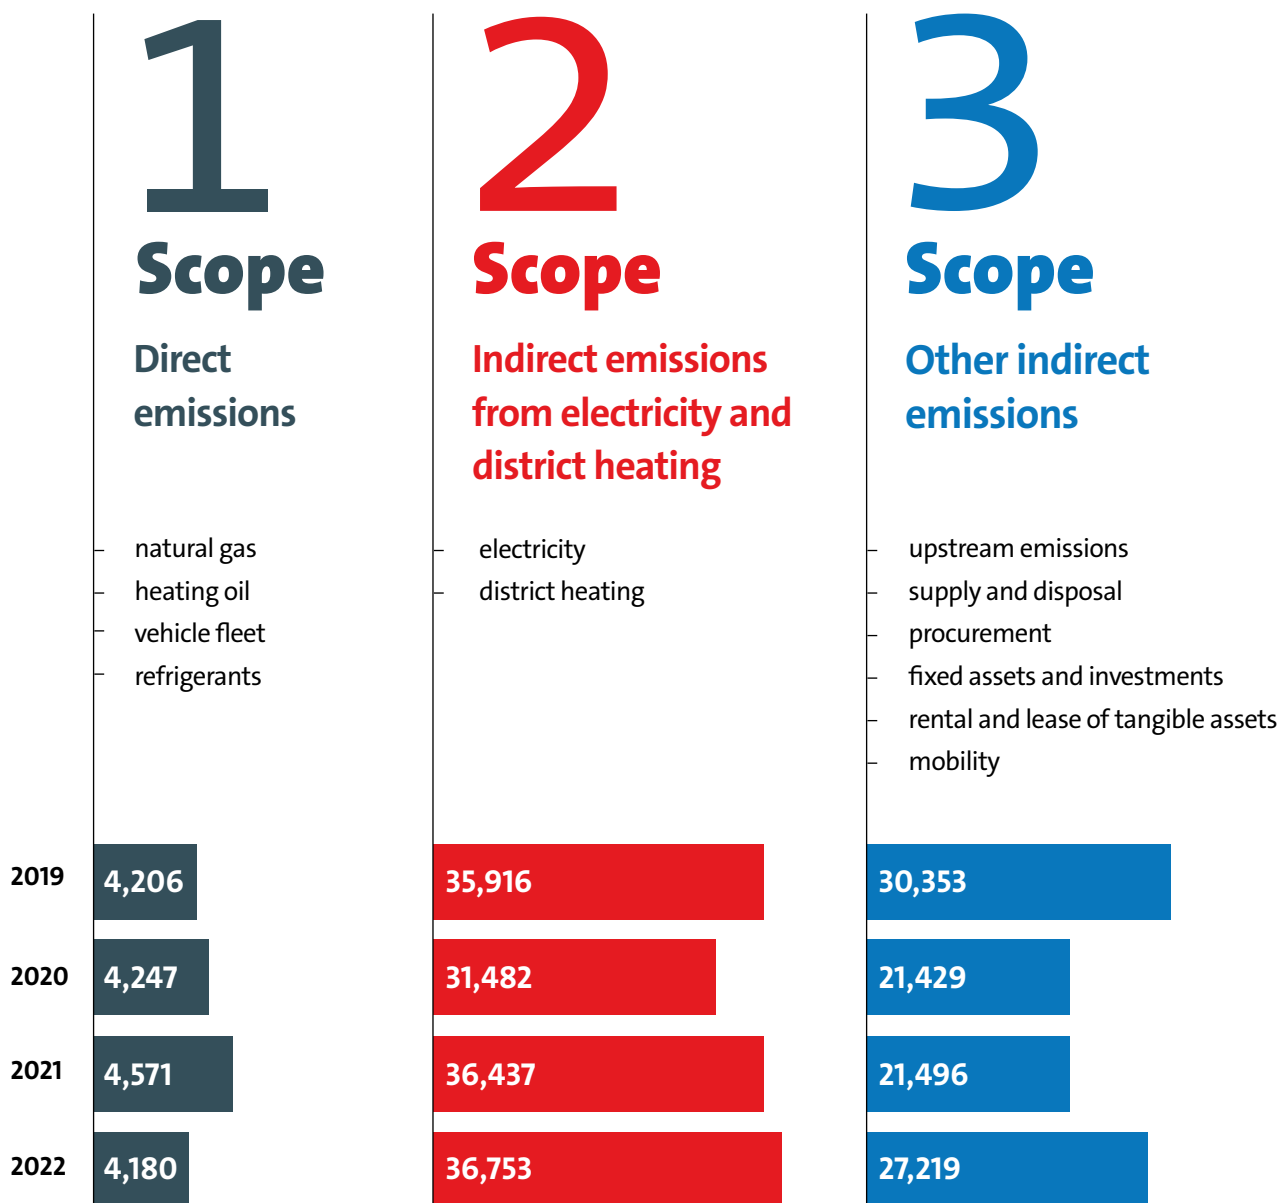 1
Scope
Direct
emissions
natural gas
heating oil
vehicle fleet
refrigerants
2
Scope
Indirect emissions
from electricity and
district heating
electricity
district heating
3
Scope
Other indirect
emissions
upstream emissions
supply and disposal
procurement
fixed assets and investments
rental and lease of tangible assets
mobility
2019 4,206 35,916 30,353
2020 4,247 31,482 21,429
2021 4,571 36,437 21,496
2022 4,180 36,753 27,219